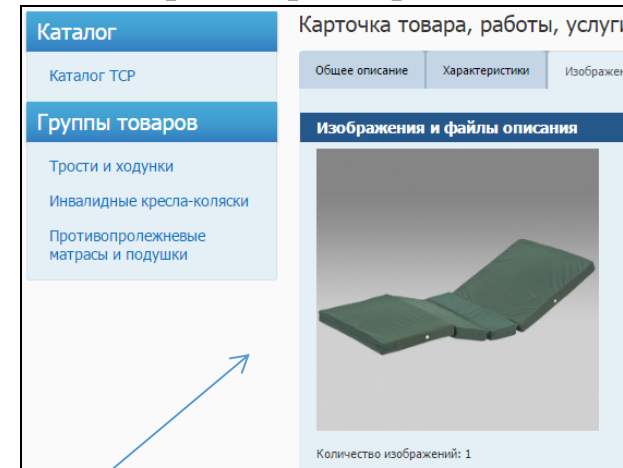 Каталог
Каталог ТСР
Группы товаров
Трости и ходунки
Инвалидные кресла-коляски
Противопролежневые
матрасы и подушки
Карточка товара, работы, услуги
Общее описание
Характеристики
Изображен
Изображения и файлы описания
Количество изображений: 1